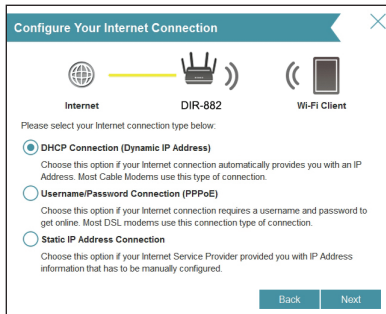 Configure Your Internet Connection
Internet
DIR-882
Wi-Fi Client
Please select your Internet connection type below:
DHCP Connection (Dynamic IP Address)
Choose this option if your Internet connection automatically provides you with an IP
Address. Most Cable Modems use this type of connection.
Username/Password Connection (PPPoE)
Choose this option if your Internet connection requires a username and password to
get online. Most DSL modems use this connection type of connection.
Static IP Address Connection
Choose this option if your Internet Service Provider provided you with IP Address
information that has to be manually configured.
Back
Next